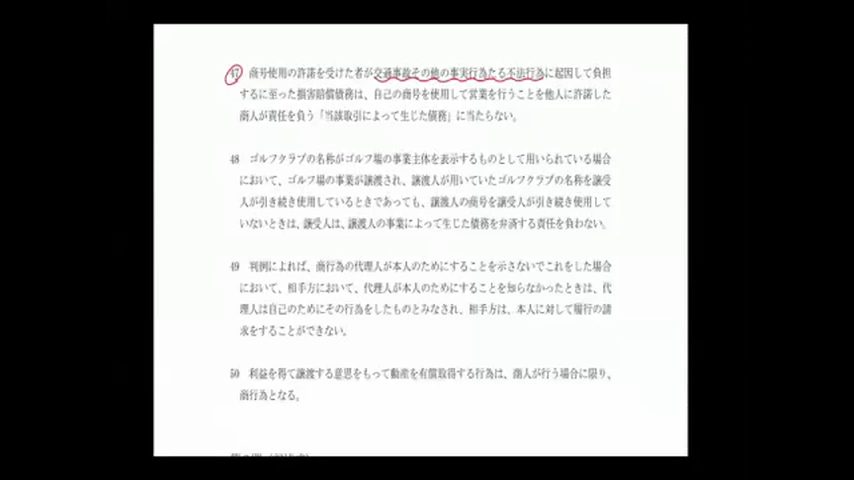 47 商号使用の許諾を受けた者が交通事故その他の事実行為たる不法行為に起因して負担
するに至った損害賠償債務は、自己の商号を使用して営業を行うことを他人に許諾した
商人が責任を負う「当該取引によって生じた債務」に当たらない。
48 ゴルフクラブの名称がゴルフ場の事業主体を表示するものとして用いられている場合
において、ゴルフ場の事業が譲渡され、譲渡人が用いていたゴルフクラブの名称を譲受
人が引き続き使用しているときであっても、譲渡人の商号を譲受人が引き続き使用して
いないときは、譲受人は、譲渡人の事業によって生じた債務を弁済する責任を負わない。
49 判例によれば、商行為の代理人が本人のためにすることを示さないでこれをした場合
において、相手方において、代理人が本人のためにすることを知らなかったときは、代
理人は自己のためにその行為をしたものとみなされ、相手方は、本人に対して履行の請
求をすることができない。
50 利益を得て譲渡する意思をもって動産を有償取得する行為は、商人が行う場合に限り、
商行為となる。